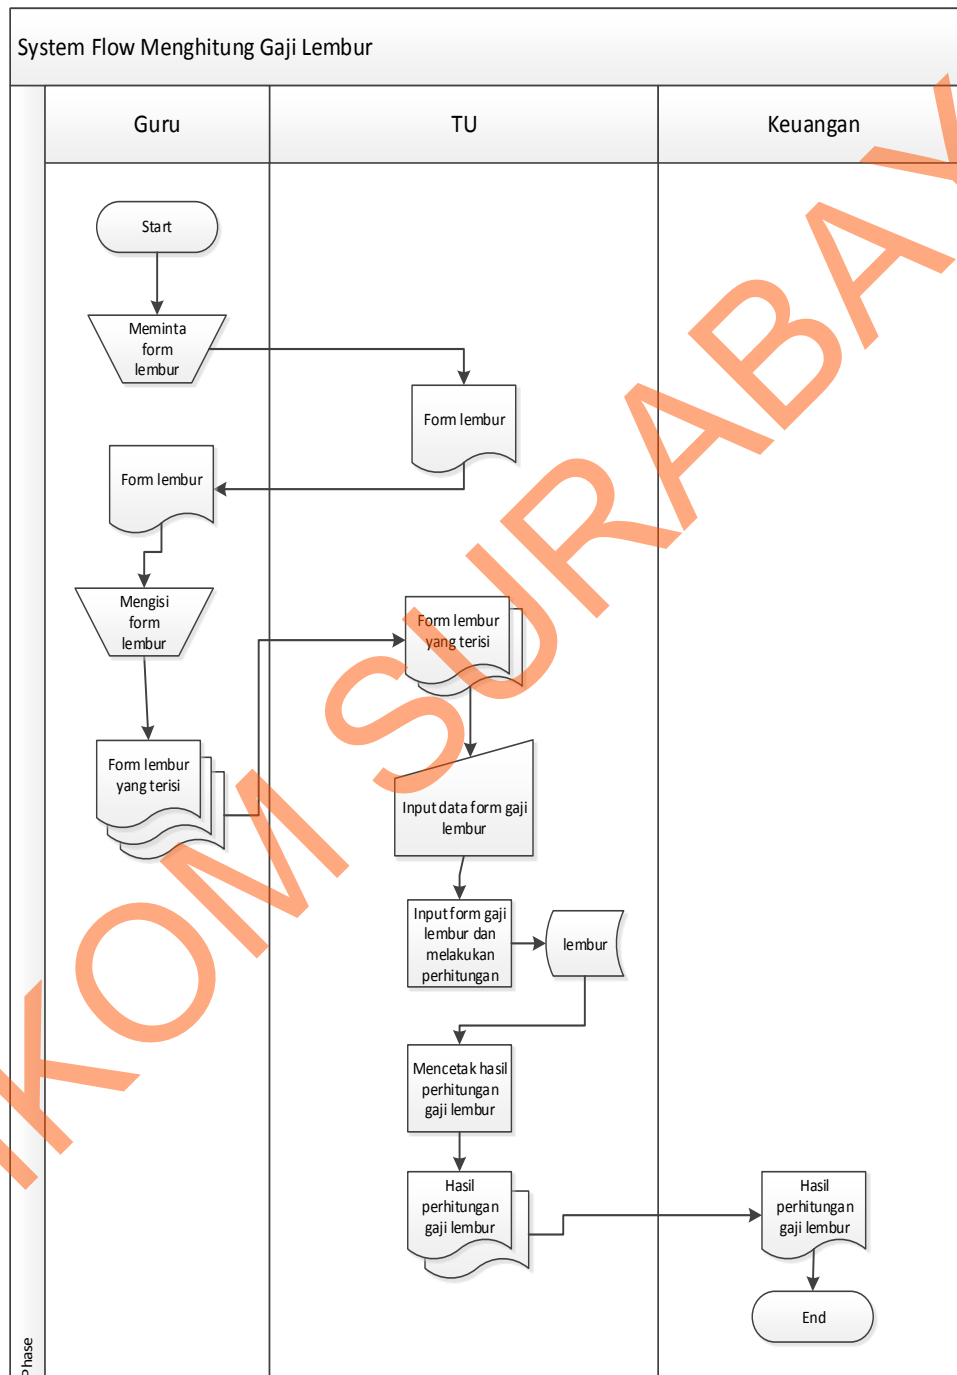 System Flow Menghitung Gaji Lembur
Guru
TU
Keuangan
Start
Meminta
form
lembur
Form lembur
Form lembur
Mengisi
form
lembur
Form lembur
yang terisi
Form lembur
yang terisi
Input data form gaji
lembur
Input form gaji
lembur dan
melakukan
perhitungan
lembur
Mencetak hasil
perhitungan
gaji lembur
Hasil
perhitungan
gaji lembur
Hasil
perhitungan
gaji lembur
End
Phase
KOM SURABAY